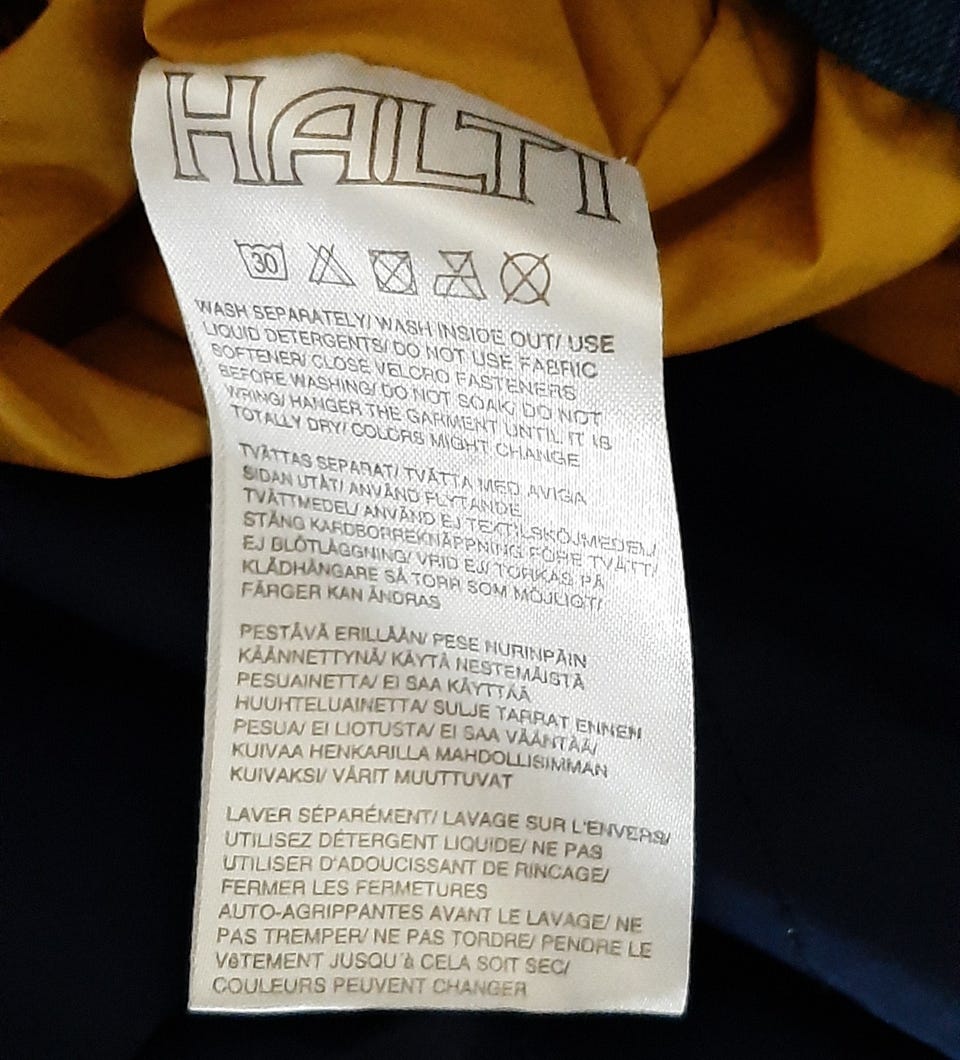 HALTI
30
WASH SEPARATELY/ WASH INSIDE OUT/ USE
LIQUID DETERGENTS/ DO NOT USE FABRIC
SOFTENER/ CLOSE VELCRO FASTENERS
BEFORE WASHING/ DO NOT SOAK/ DO NOT
WRING/ HANGER THE GARMENT UNTIL IT IS
TOTALLY DRY/ COLORS MIGHT CHANGE
TVÄTTAS SEPARAT/ TVÄTTA MED AVIGA
SIDAN UTÅT/ ANVÄND FLYTANDE
TVÄTTMEDEL/ ANVÄND EJ TEXTILSKÖJMEDEL/
STÄNG KARDBORREKNÄPPNING FÖRE TVÄTT/
EJ BLÖTLÄGGNING/ VRID EJ/ TORKAS PÅ
KLÄDHÄNGARE SÅ TORR SOM MÖJLIGT/
FÄRGER KAN ÄNDRAS
PESTÄVÄ ERILLÄÄN/ PESE NURINPÄIN
KÄÄNNETTYNÄ/ KÄYTÄ NESTEMÄISTÄ
PESUAINETTA/ EI SAA KÄYTTÄÄ
HUUHTELUAINETTA/ SULJE TARRAT ENNEN
PESUA/ EI LIOTUSTA/ EI SAA VÄÄNTÄÄ/
KUIVAA HENKARILLA MAHDOLLISIMMAN
KUIVAKSI/ VÄRIT MUUTTUVAT
LAVER SÉPARÉMENT/ LAVAGE SUR L'ENVERS/
UTILISEZ DÉTERGENT LIQUIDE/ NE PAS
UTILISER D'ADOUCISSANT DE RINCAGE/
FERMER LES FERMETURES
AUTO-AGRIPPANTES AVANT LE LAVAGE/ NE
PAS TREMPER/ NE PAS TORDRE/ PENDRE LE
VêTEMENT JUSQU'à CELA SOIT SEC/
COULEURS PEUVENT CHANGER